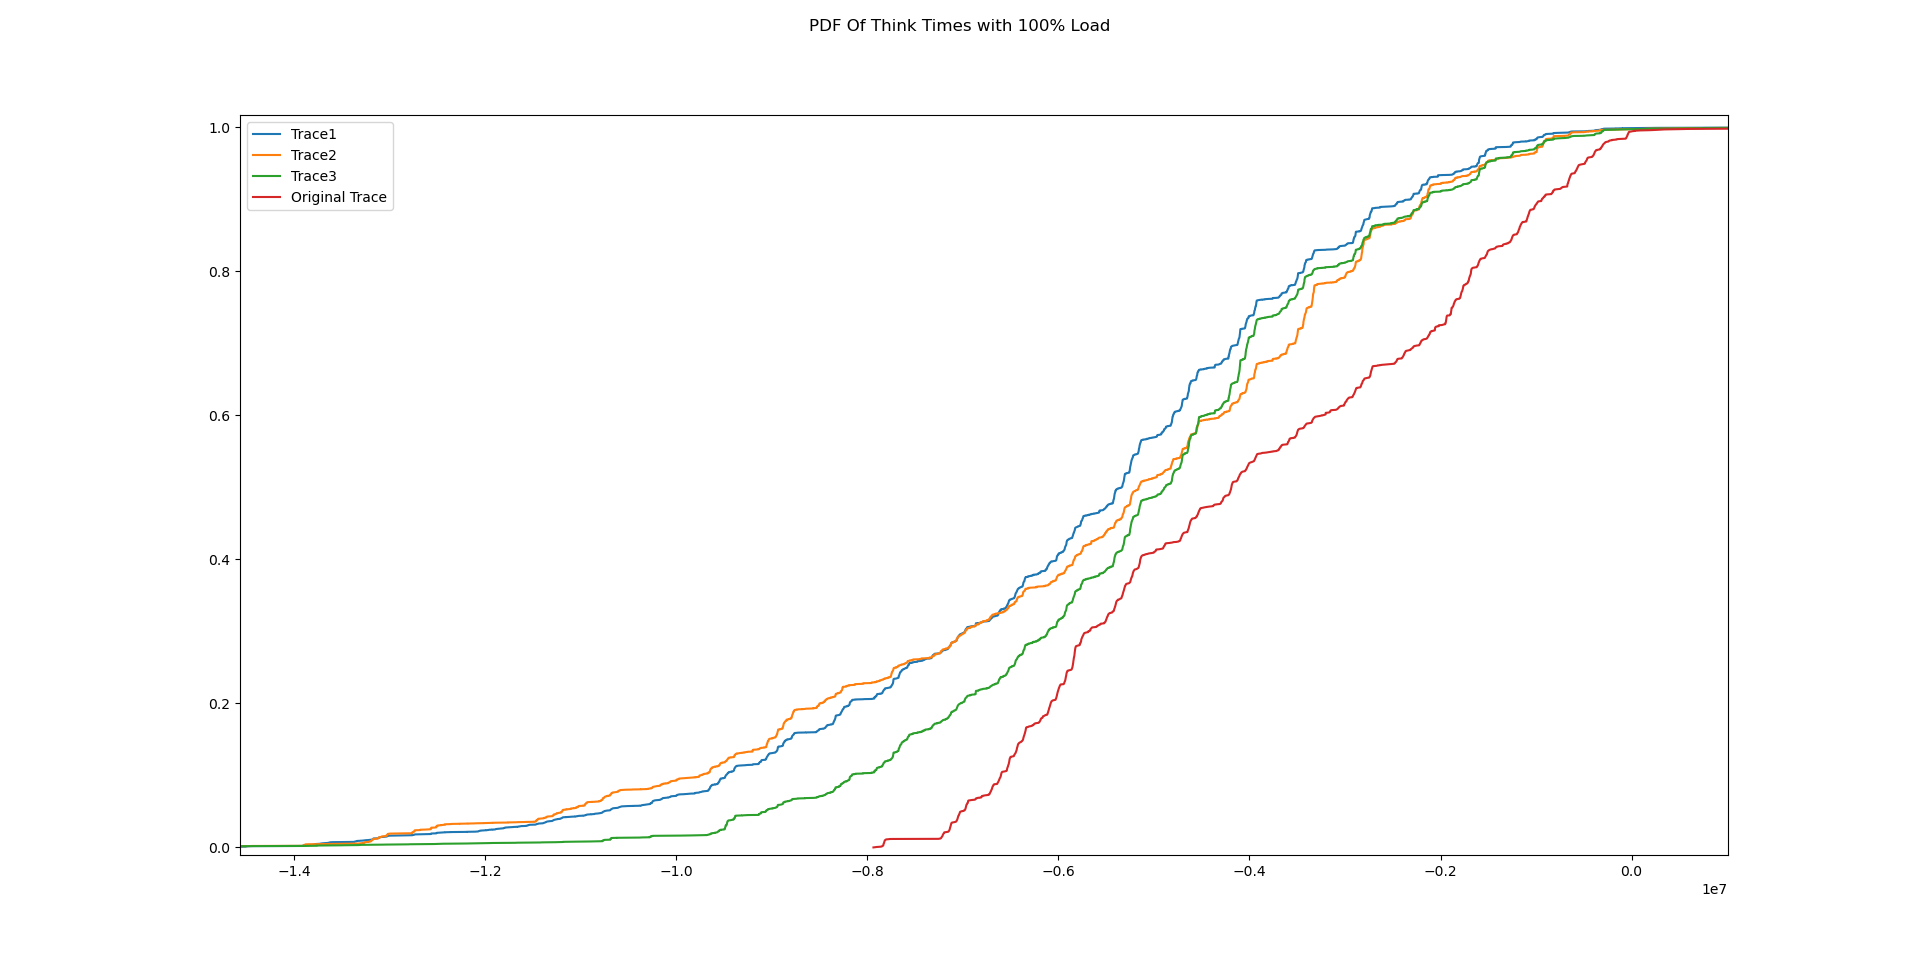 PDF Of Think Times with 100% Load
Trace1
Trace2
Trace3
Original Trace
1.0
0.8
0.6
0.4
0.2
0.0
−1.4 −1.2 −1.0 −0.8 −0.6 −0.4 −0.2 0.0
1e7